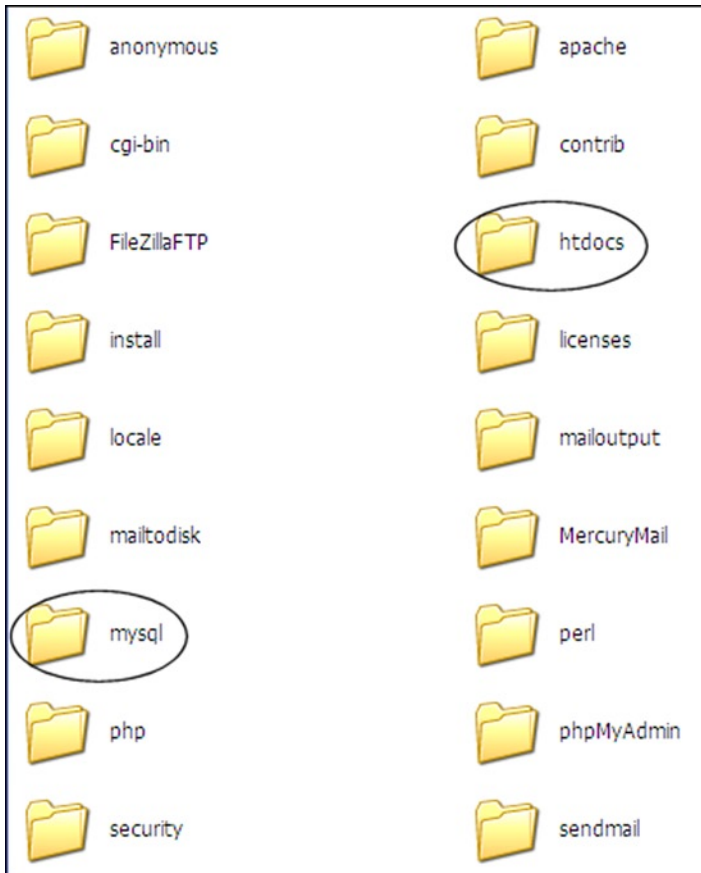 anonymous
apache
cgi-bin
contrib
FileZillaFTP
htdocs
install
licenses
locale
mailoutput
mailtodisk
MercuryMail
mysql
perl
php
phpMyAdmin
security
sendmail